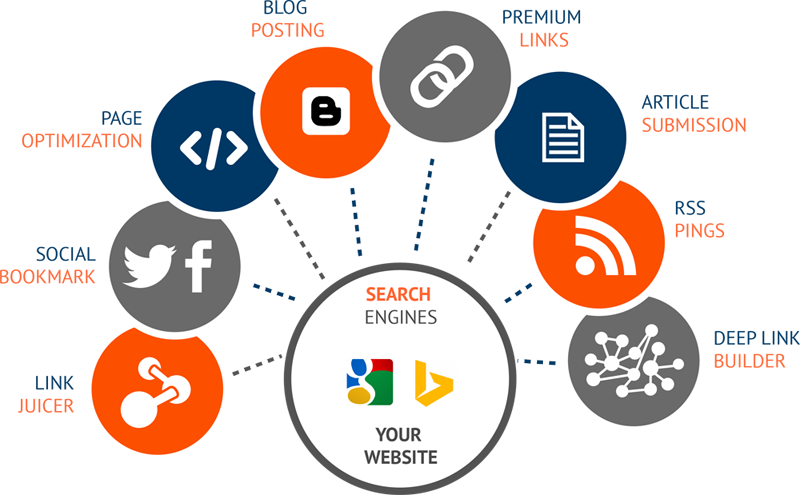 BLOG
POSTING
PREMIUM
LINKS
PAGE
OPTIMIZATION
ARTICLE
SUBMISSION
SOCIAL
BOOKMARK
RSS
PINGS
LINK
JUICER
DEEP LINK
BUILDER
SEARCH
ENGINES
YOUR
WEBSITE